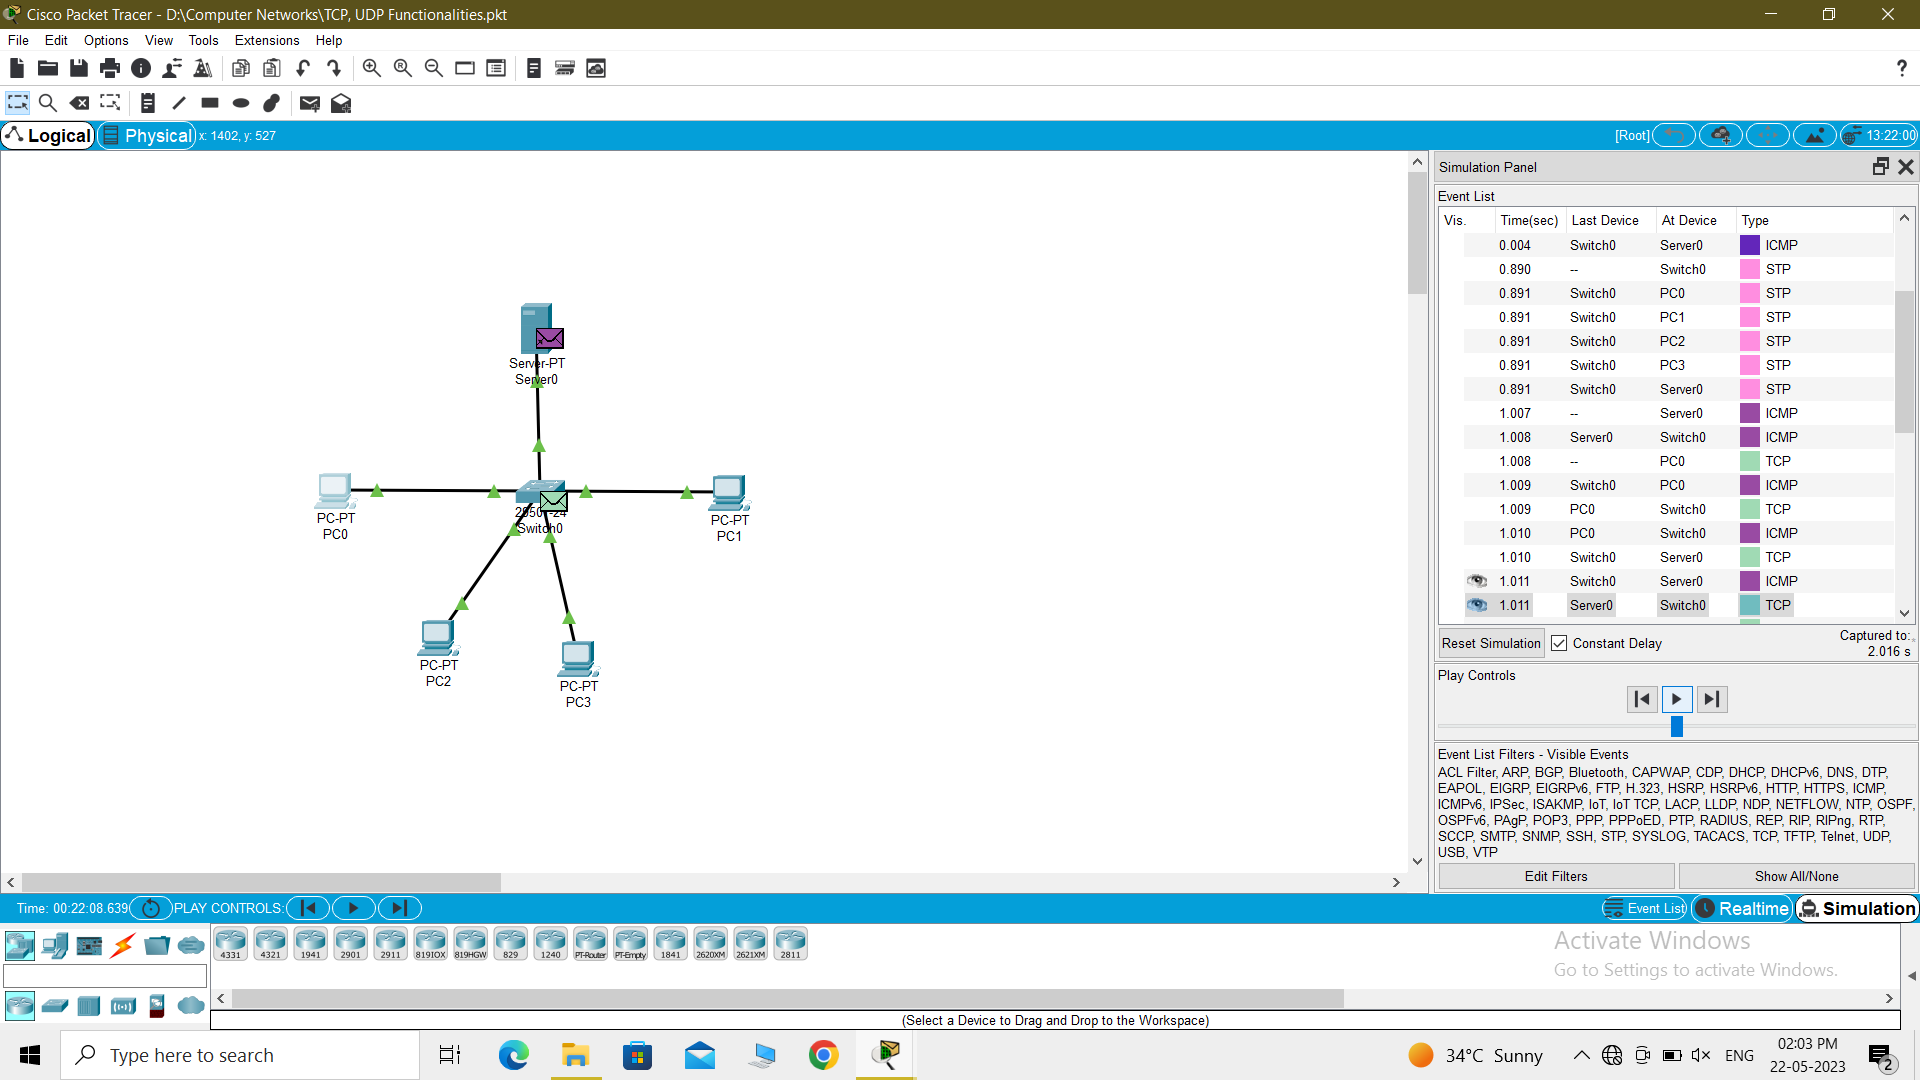 Cisco Packet Tracer - D:\Computer Networks\TCP, UDP Functionalities.pkt
File Edit Options View Tools Extensions Help
?
Logical Physical x: 1402, y: 527 [Root] 13:22:00
Simulation Panel
Event List
Vis. Time(sec) Last Device At Device Type
0.004 Switch0 Server0 ICMP
0.890 -- Switch0 STP
0.891 Switch0 PC0 STP
0.891 Switch0 PC1 STP
0.891 Switch0 PC2 STP
0.891 Switch0 PC3 STP
0.891 Switch0 Server0 STP
1.007 -- Server0 ICMP
1.008 Server0 Switch0 ICMP
1.008 -- PC0 TCP
1.009 Switch0 PC0 ICMP
1.009 PC0 Switch0 TCP
1.010 PC0 Switch0 ICMP
1.010 Switch0 Server0 TCP
1.011 Switch0 Server0 ICMP
1.011 Server0 Switch0 TCP
Server-PT
Server0
PC-PT
PC0
Switch0
PC-PT
PC1
PC-PT
PC2
PC-PT
PC3
Reset Simulation Constant Delay Captured to:
2.016 s
Play Controls
Event List Filters - Visible Events
ACL Filter, ARP, BGP, Bluetooth, CAPWAP, CDP, DHCP, DHCPv6, DNS, DTP,
EAPOL, EIGRP, EIGRPv6, FTP, H.323, HSRP, HSRPv6, HTTP, HTTPS, ICMP,
ICMPv6, IPSec, ISAKMP, IoT, IoT TCP, LACP, LLDP, NDP, NETFLOW, NTP, OSPF,
OSPFv6, PAgP, POP3, PPP, PPPoED, PTP, RADIUS, REP, RIP, RIPng, RTP,
SCCP, SMTP, SNMP, SSH, STP, SYSLOG, TACACS, TCP, TFTP, Telnet, UDP,
USB, VTP
Edit Filters Show All/None
Time: 00:22:08.639 PLAY CONTROLS: Event List Realtime Simulation
4331 4321 1941 2901 2911 819IOX 819HGW 829 1240 PT-Router PT-Empty 1841 2620XM 2621XM 2811
Activate Windows
Go to Settings to activate Windows.
(Select a Device to Drag and Drop to the Workspace)
Type here to search
34°C Sunny
ENG
02:03 PM
22-05-2023
2